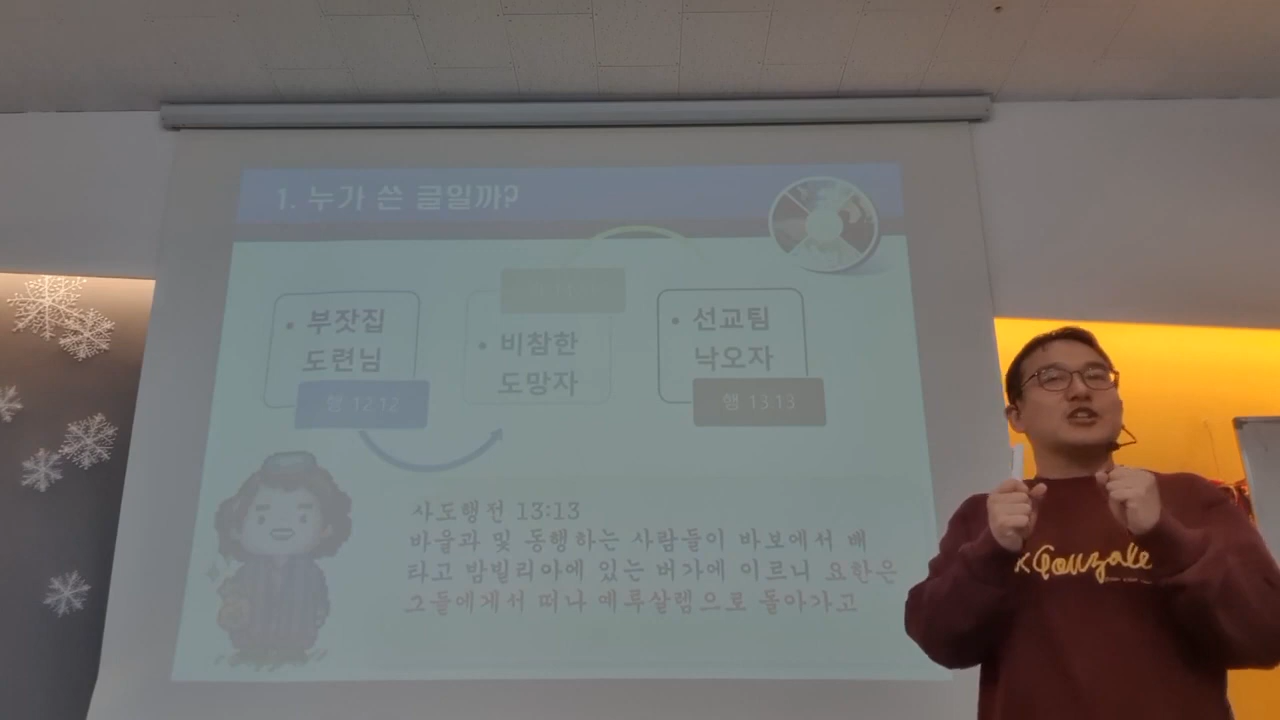 1. 누가 쓴 글일까?
• 부잣집
도련님
행 12:12
• 비참한
도망자
• 선교팀
낙오자
행 13:13
사도행전 13:13
바울과 및 동행하는 사람들이 바보에서 배
타고 밤빌리아에 있는 버가에 이르니 요한은
그들에게서 떠나 예루살렘으로 돌아가고
Gonzale